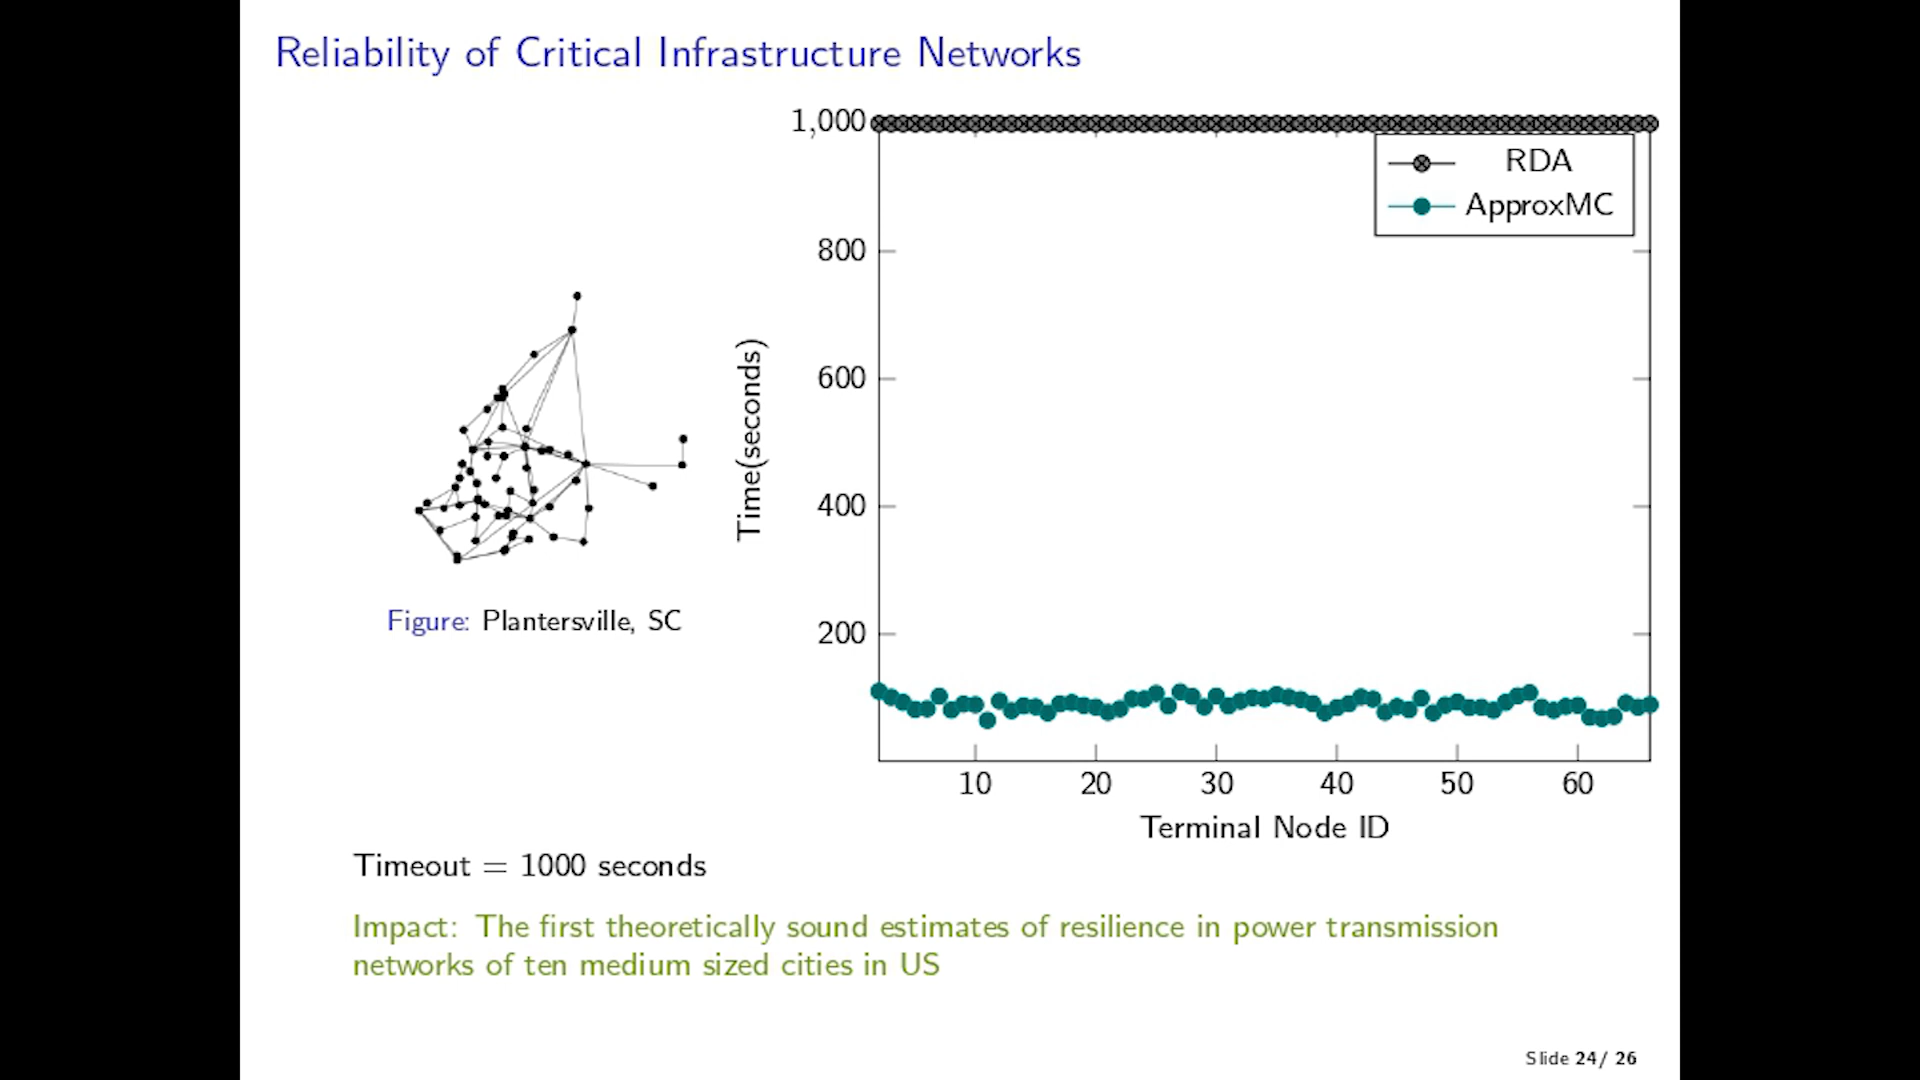 Reliability of Critical Infrastructure Networks
1,000
800
600
400
200
Time(seconds)
RDA
ApproxMC
10 20 30 40 50 60
Terminal Node ID
Figure: Plantersville, SC
Timeout = 1000 seconds
Impact: The first theoretically sound estimates of resilience in power transmission
networks of ten medium sized cities in US
Slide 24/ 26